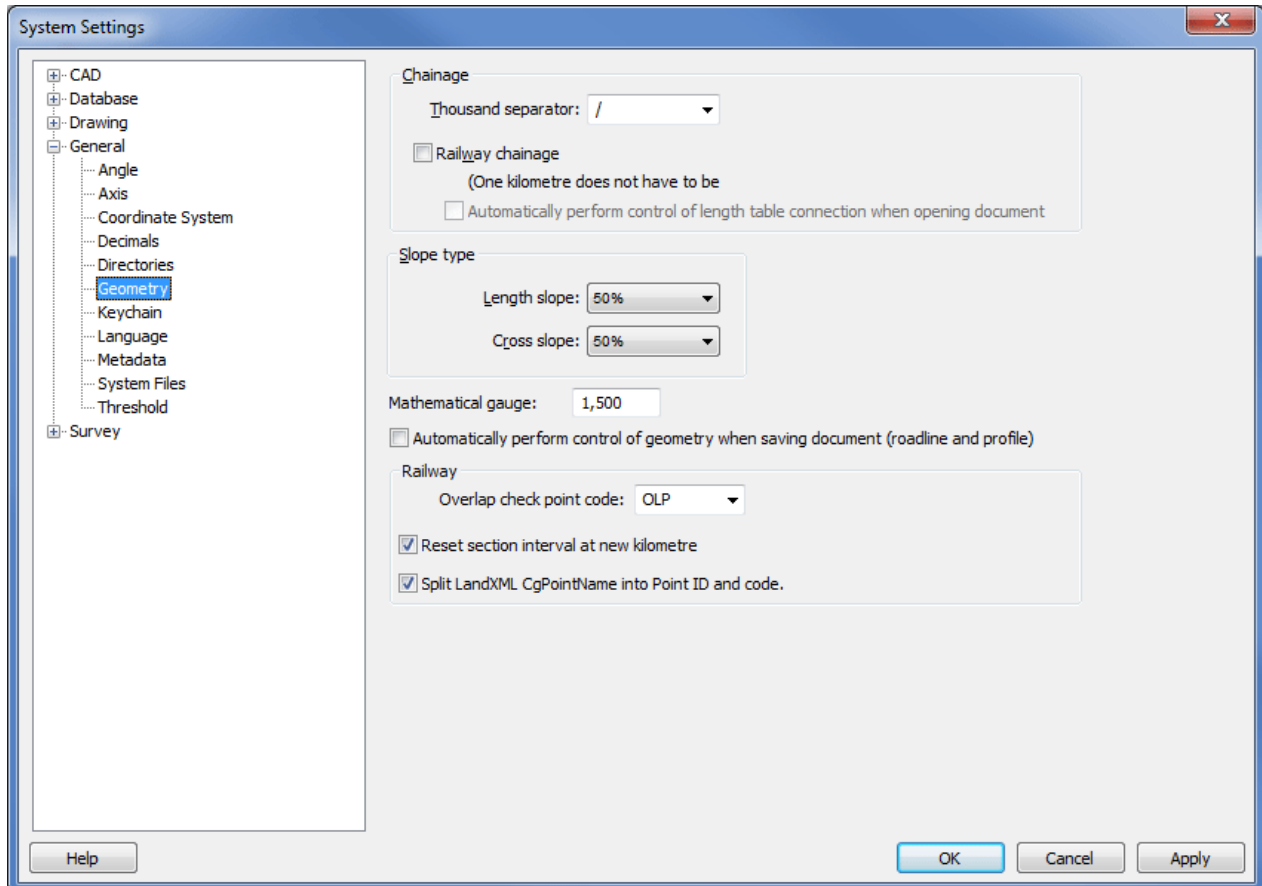 System Settings
CAD
Database
Drawing
General
Angle
Axis
Coordinate System
Decimals
Directories
Geometry
Keychain
Language
Metadata
System Files
Threshold
Survey
Chainage
Thousand separator: /
Railway chainage
(One kilometre does not have to be
Automatically perform control of length table connection when opening document
Slope type
Length slope: 50%
Cross slope: 50%
Mathematical gauge: 1,500
Automatically perform control of geometry when saving document (roadline and profile)
Railway
Overlap check point code: OLP
Reset section interval at new kilometre
Split LandXML CgPointName into Point ID and code.
Help
OK
Cancel
Apply